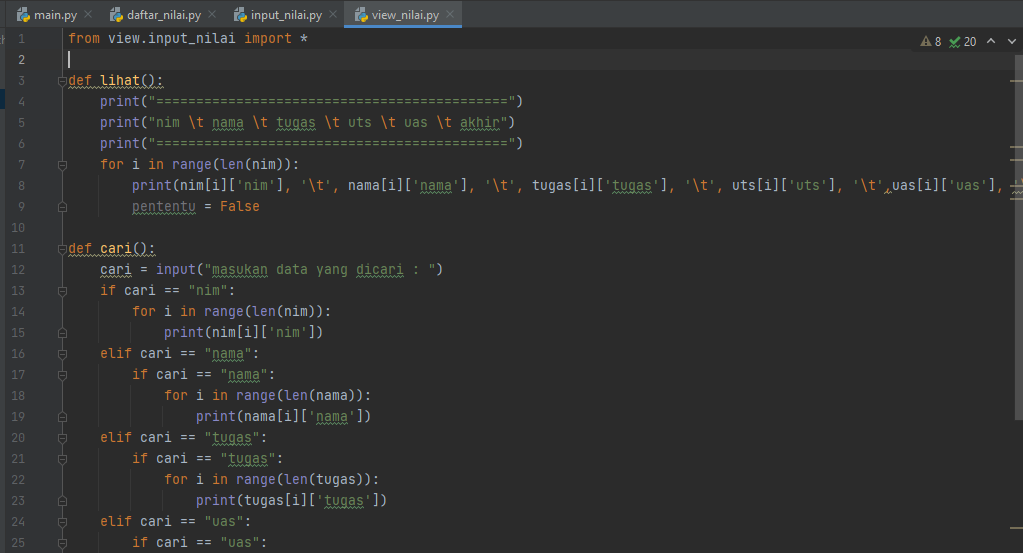 main.py daftar_nilai.py input_nilai.py view_nilai.py
8 20
1 from view.input_nilai import *
2
3 def lihat():
4     print("============================================")
5     print("nim \t nama \t tugas \t uts \t uas \t akhir")
6     print("============================================")
7     for i in range(len(nim)):
8         print(nim[i]['nim'], '\t', nama[i]['nama'], '\t', tugas[i]['tugas'], '\t', uts[i]['uts'], '\t',uas[i]['uas'],
9         pententu = False
10
11 def cari():
12     cari = input("masukan data yang dicari : ")
13     if cari == "nim":
14         for i in range(len(nim)):
15             print(nim[i]['nim'])
16     elif cari == "nama":
17         if cari == "nama":
18             for i in range(len(nama)):
19                 print(nama[i]['nama'])
20     elif cari == "tugas":
21         if cari == "tugas":
22             for i in range(len(tugas)):
23                 print(tugas[i]['tugas'])
24     elif cari == "uas":
25         if cari == "uas":